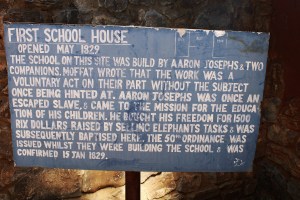 FIRST SCHOOL HOUSE
OPENED MAY 1829
THE SCHOOL ON THIS SITE WAS BUILD BY AARON JOSEPHS & TWO
COMPANIONS. MOFFAT WROTE THAT THE WORK WAS A
VOLUNTARY ACT ON THEIR PART WITHOUT THE SUBTECT
ONCE BEING HINTED AT. AARON JOSEPHS WAS ONCE AN
ESCAPED SLAVE, & CAME TO THE MISSION FOR THE EDUCA
TION OF HIS CHILDREN. HE BOUGHT HIS FREEDOM FOR 1500
RIX DOLLARS RAISED BY SELLING ELEPHANTS TASKS & WAS
SUBSEQUENTLY BAPTISED HERE. THE 50TH ORDINANCE WAS
ISSUED WHILST THEY WERE BUILDING THE SCHOOL & WAS
CONFIRMED 15 JAN 1829.